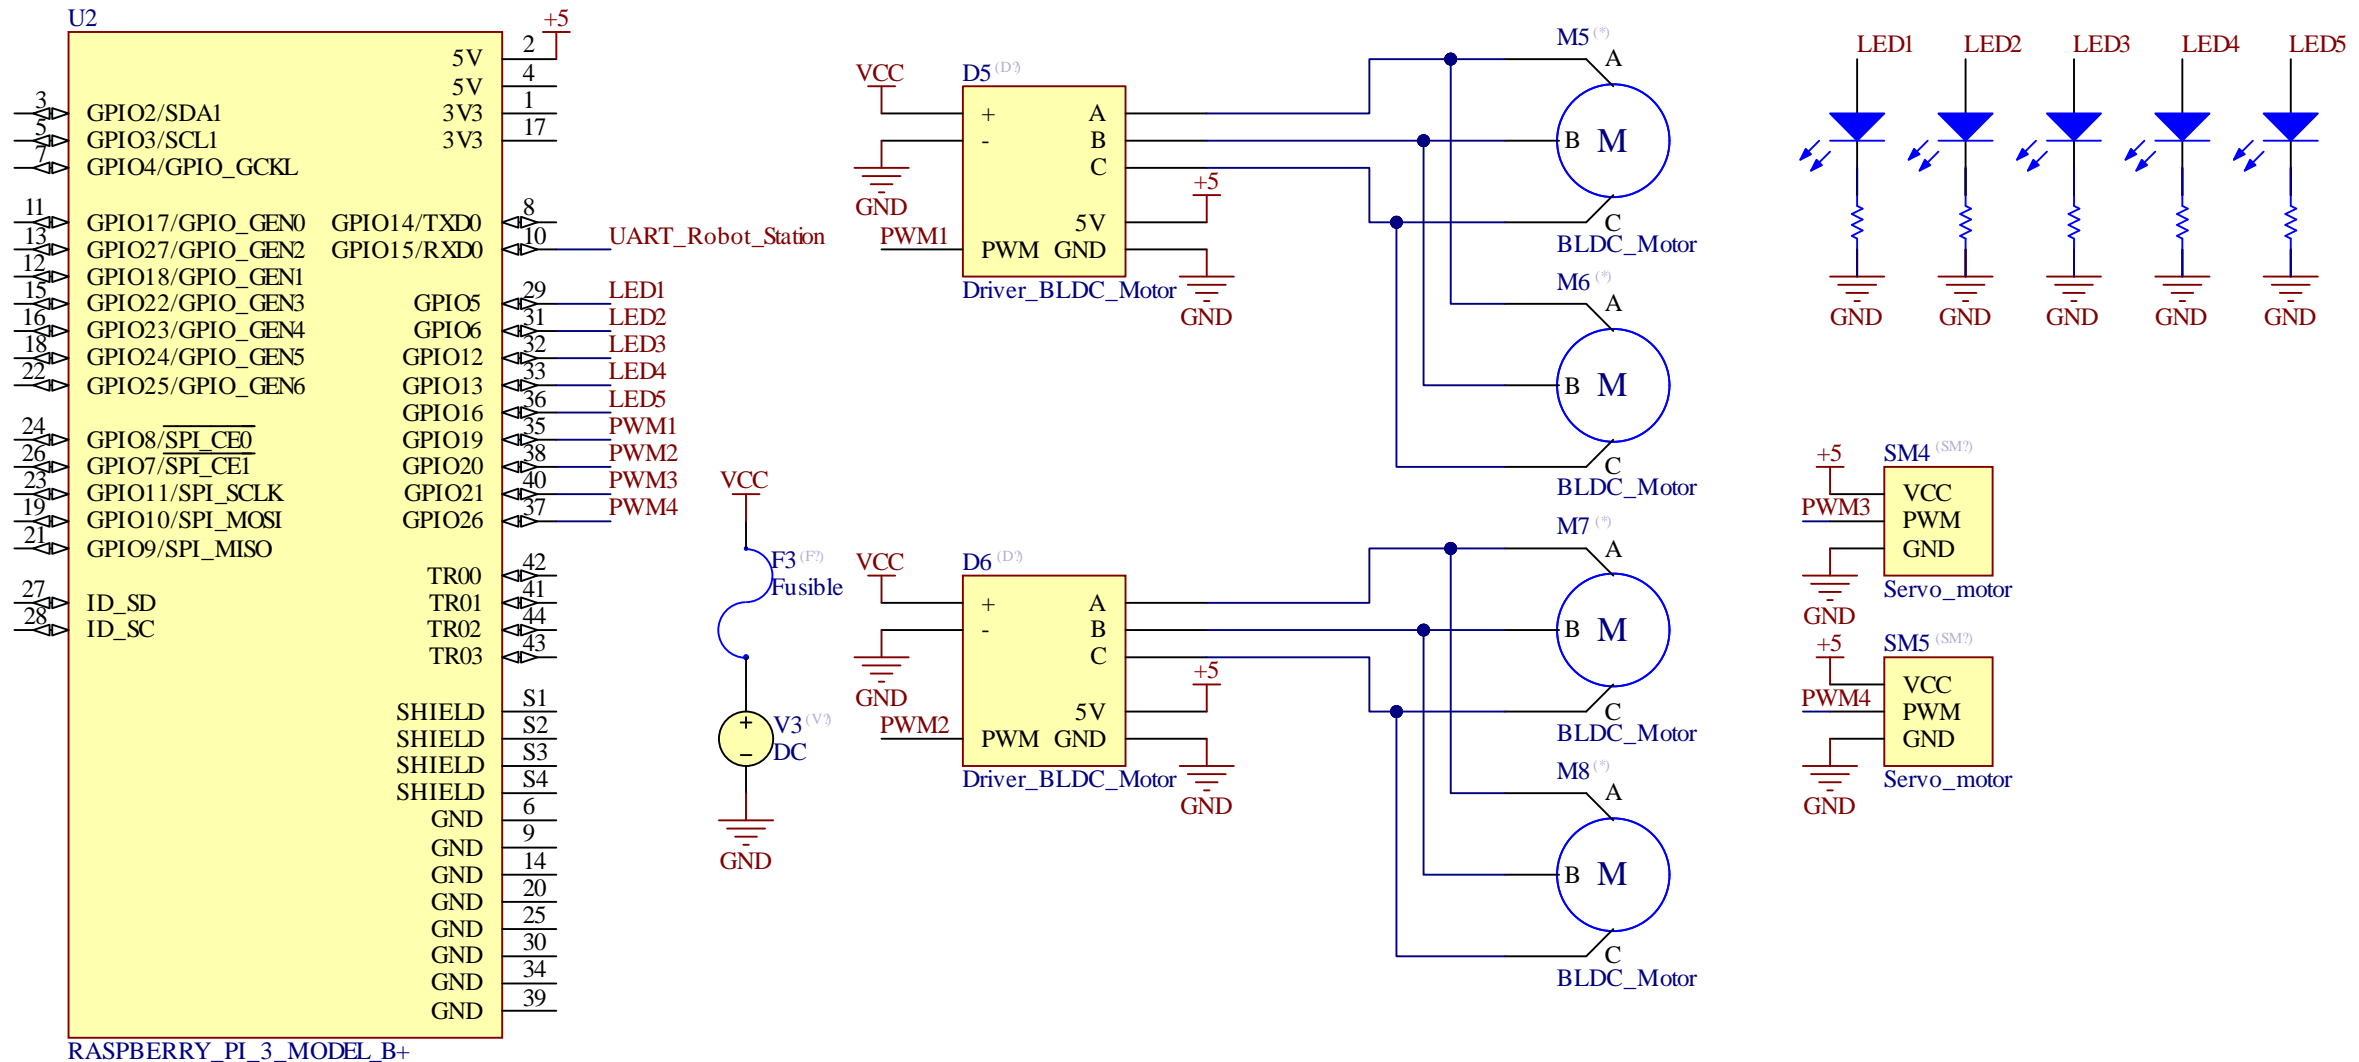 U2
+5
5V 2
5V 4
3V3 1
3V3 17
3 GPIO2/SDA1
5 GPIO3/SCL1
7 GPIO4/GPIO_GCKL
11 GPIO17/GPIO_GEN0
13 GPIO27/GPIO_GEN2
12 GPIO18/GPIO_GEN1
15 GPIO22/GPIO_GEN3
16 GPIO23/GPIO_GEN4
18 GPIO24/GPIO_GEN5
22 GPIO25/GPIO_GEN6
24 GPIO8/SPI_CE0
26 GPIO7/SPI_CE1
23 GPIO11/SPI_SCLK
19 GPIO10/SPI_MOSI
21 GPIO9/SPI_MISO
27 ID_SD
28 ID_SC
GPIO14/TXD0 8
GPIO15/RXD0 10 UART_Robot_Station
GPIO5 29 LED1
GPIO6 31 LED2
GPIO12 32 LED3
GPIO13 33 LED4
GPIO16 36 LED5
GPIO19 35 PWM1
GPIO20 38 PWM2
GPIO21 40 PWM3
GPIO26 37 PWM4
TR00 42
TR01 41
TR02 44
TR03 43
SHIELD S1
SHIELD S2
SHIELD S3
SHIELD S4
GND 6
GND 9
GND 14
GND 20
GND 25
GND 30
GND 34
GND 39
RASPBERRY_PI_3_MODEL_B+
VCC
F3 (F?)
Fusible
+
V3 (V?)
−
DC
GND
D5 (D?)
VCC
+ A
- B
C
GND
+5
5V
PWM1
PWM GND
Driver_BLDC_Motor
GND
M5 (*)
A
B M
C
BLDC_Motor
M6 (*)
A
B M
C
BLDC_Motor
D6 (D?)
VCC
+ A
- B
C
GND
+5
5V
PWM2
PWM GND
Driver_BLDC_Motor
GND
M7 (*)
A
B M
C
BLDC_Motor
M8 (*)
A
B M
C
BLDC_Motor
LED1 LED2 LED3 LED4 LED5
GND GND GND GND GND
SM4 (SM?)
+5
VCC
PWM3 PWM
GND
Servo_motor
GND
SM5 (SM?)
+5
VCC
PWM4 PWM
GND
Servo_motor
GND